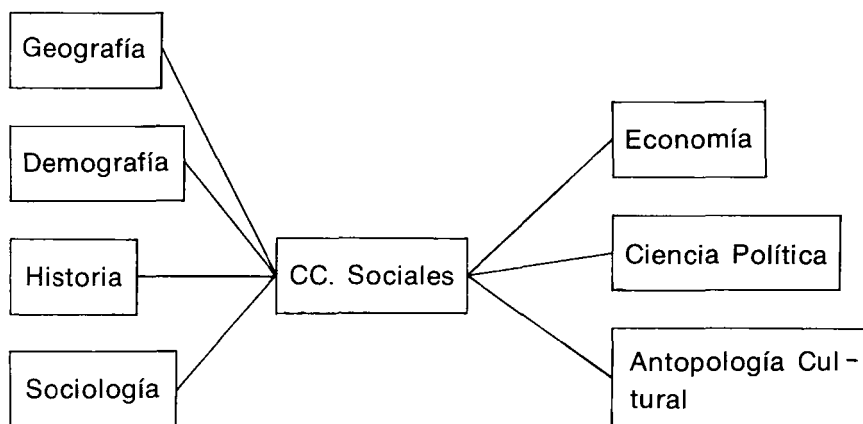 Geografía
Demografía
Historia
Sociología
CC. Sociales
Economía
Ciencia Política
Antopología Cul-
tural